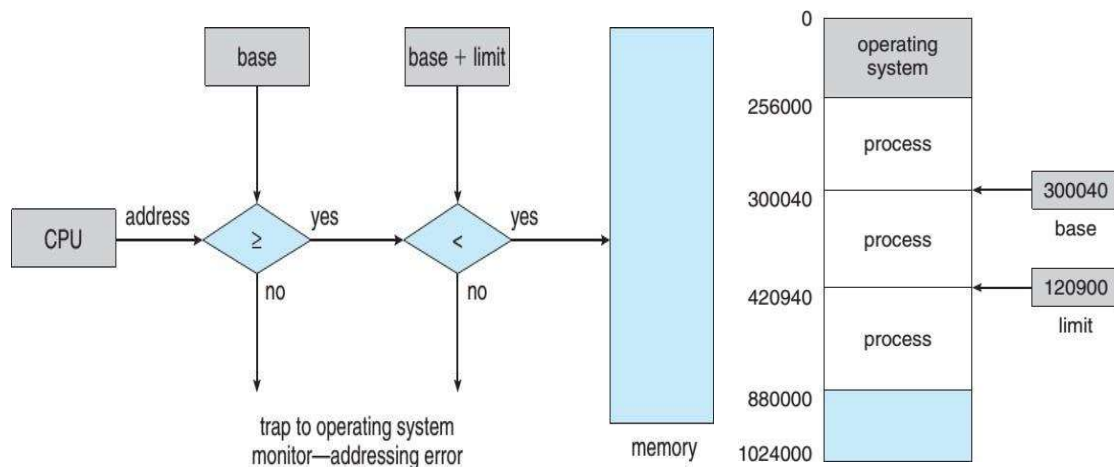 base
base + limit
CPU
address
≥
yes
<
yes
no
no
trap to operating system
monitor—addressing error
memory
0
operating
system
256000
process
300040
300040
base
process
420940
120900
limit
process
880000
1024000